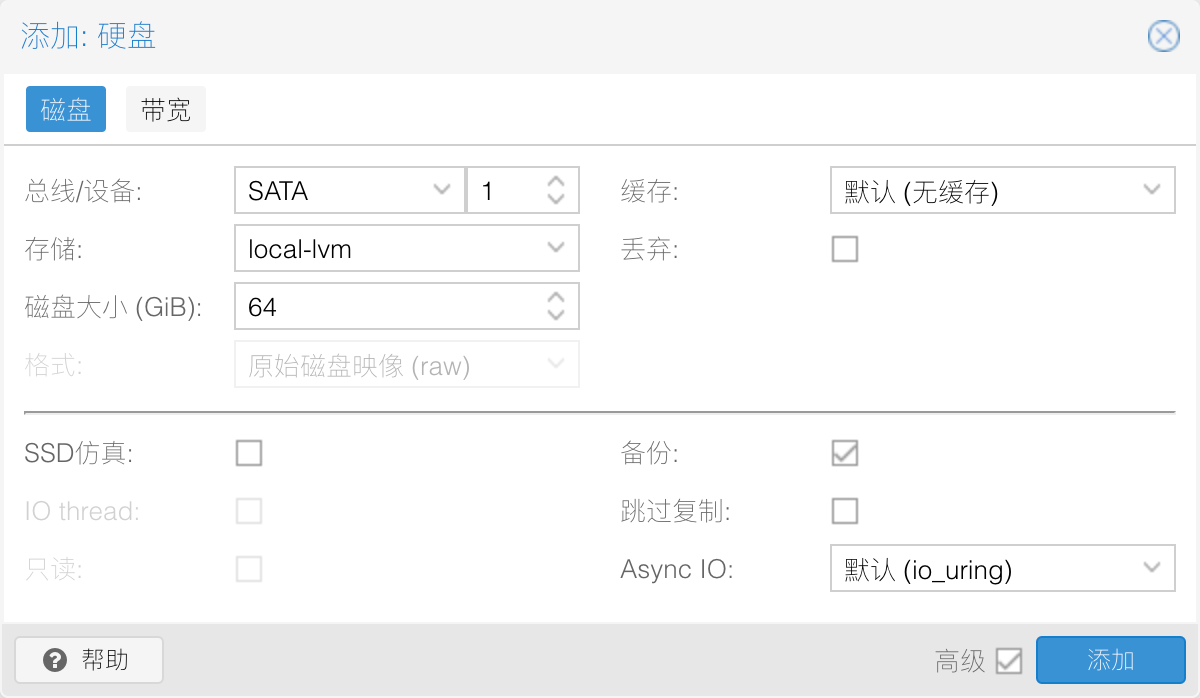 添加: 硬盘
磁盘 带宽
总线/设备: SATA 1 缓存: 默认 (无缓存)
存储: local-lvm 丢弃:
磁盘大小 (GiB): 64
格式: 原始磁盘映像 (raw)
SSD仿真: 备份:
IO thread: 跳过复制:
只读: Async IO: 默认 (io_uring)
帮助 高级 添加